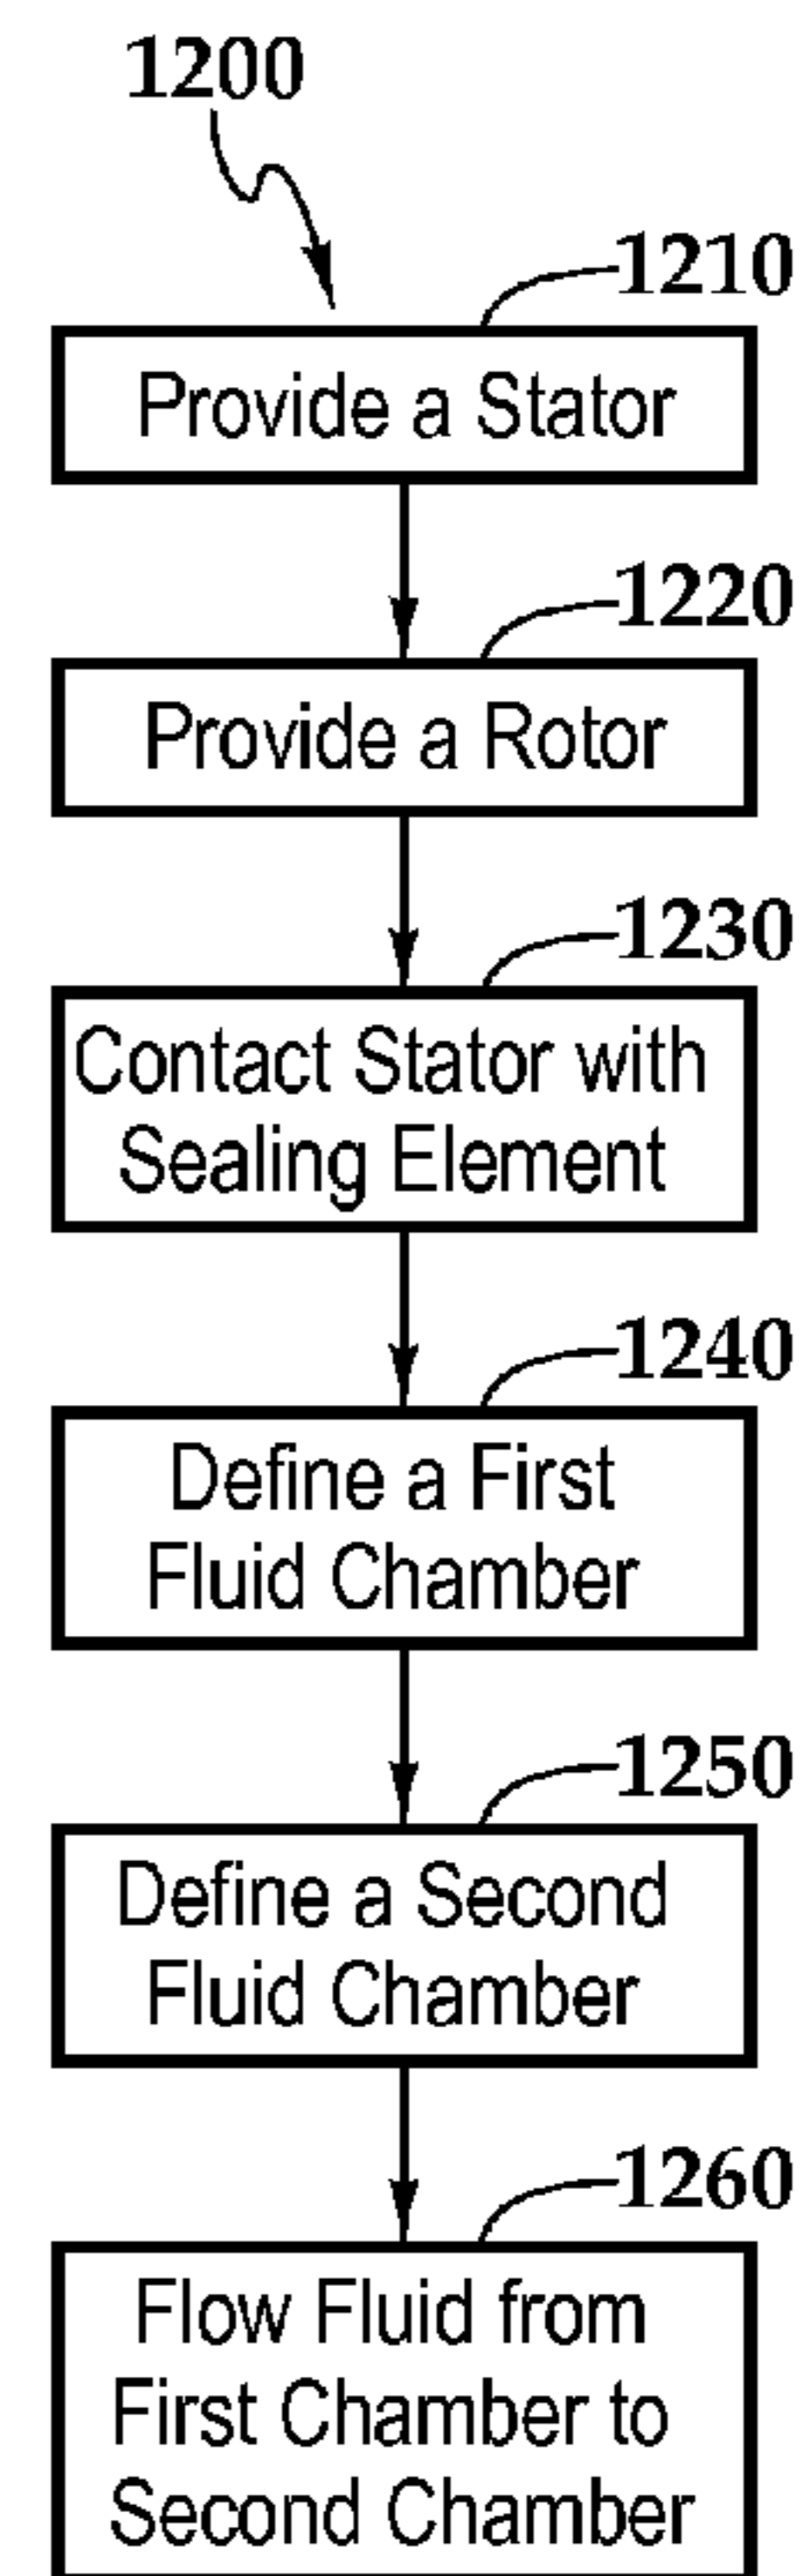 1200
1210
Provide a Stator
1220
Provide a Rotor
1230
Contact Stator with
Sealing Element
1240
Define a First
Fluid Chamber
1250
Define a Second
Fluid Chamber
1260
Flow Fluid from
First Chamber to
Second Chamber